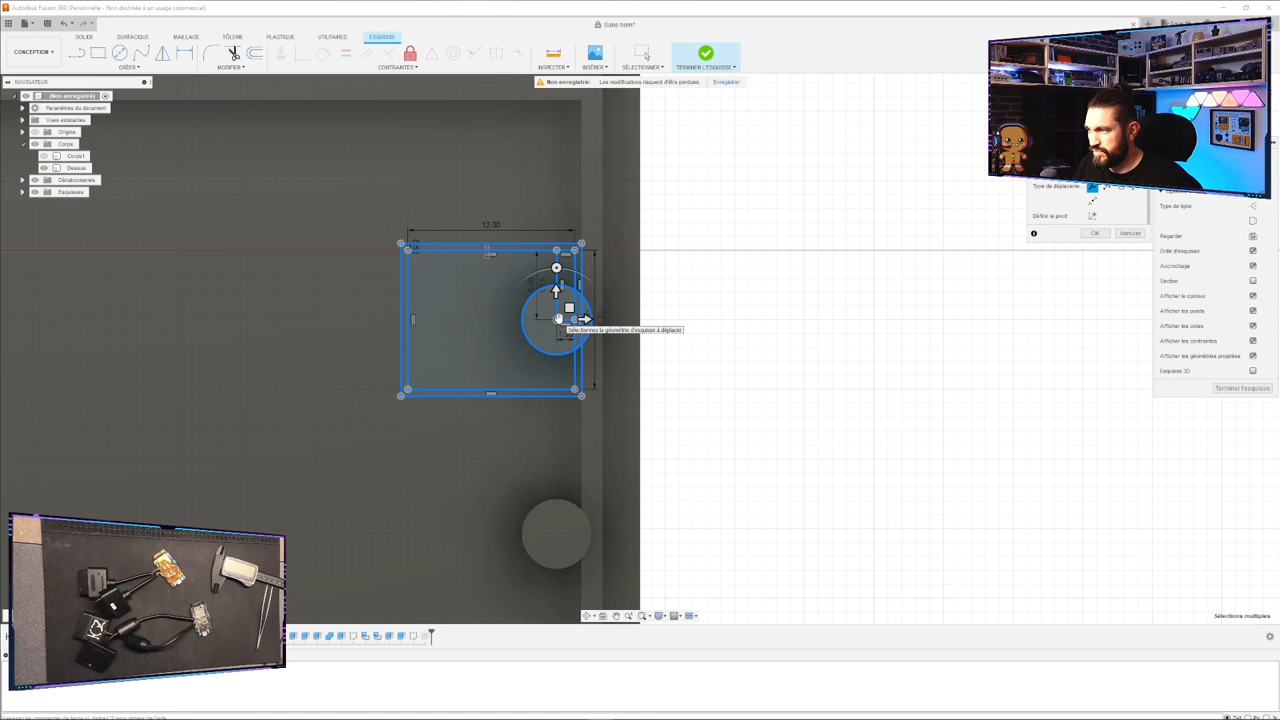 Autodesk Fusion 360 (Personnelle - Non destinée à un usage commercial)
Sans nom*
SOLIDE
SURFACIQUE
MAILLAGE
TÔLERIE
PLASTIQUE
UTILITAIRES
ESQUISSE
CONCEPTION
CRÉER
MODIFIER
CONTRAINTES
INSPECTER
INSÉRER
SÉLECTIONNER
TERMINER L'ESQUISSE
NAVIGATEUR
Non enregistré:
Les modifications risquent d'être perdues
Enregistrer
(Non enregistré)
Paramètres du document
Vues existantes
Origine
Corps
Corps1
Dessus
Décalcomanies
Esquisses
12.00
Sélectionnez la géométrie d'esquisse à déplacer
Type de déplaceme...
Définir le pivot
OK
Annuler
Type de ligne
Regarder
Grille d'esquisse
Accrochage
Section
Afficher le contour
Afficher les points
Afficher les cotes
Afficher les contraintes
Afficher les géométries projetées
Esquisse 3D
Terminer l'esquisse
Sélections multiples